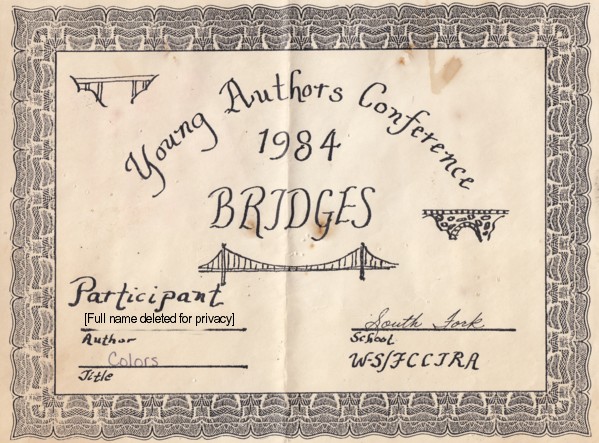 Young Authors Conference
1984
BRIDGES
Participant
[Full name deleted for privacy]
Author
South Fork
School
Colors
Title
W-S/FCCIRA